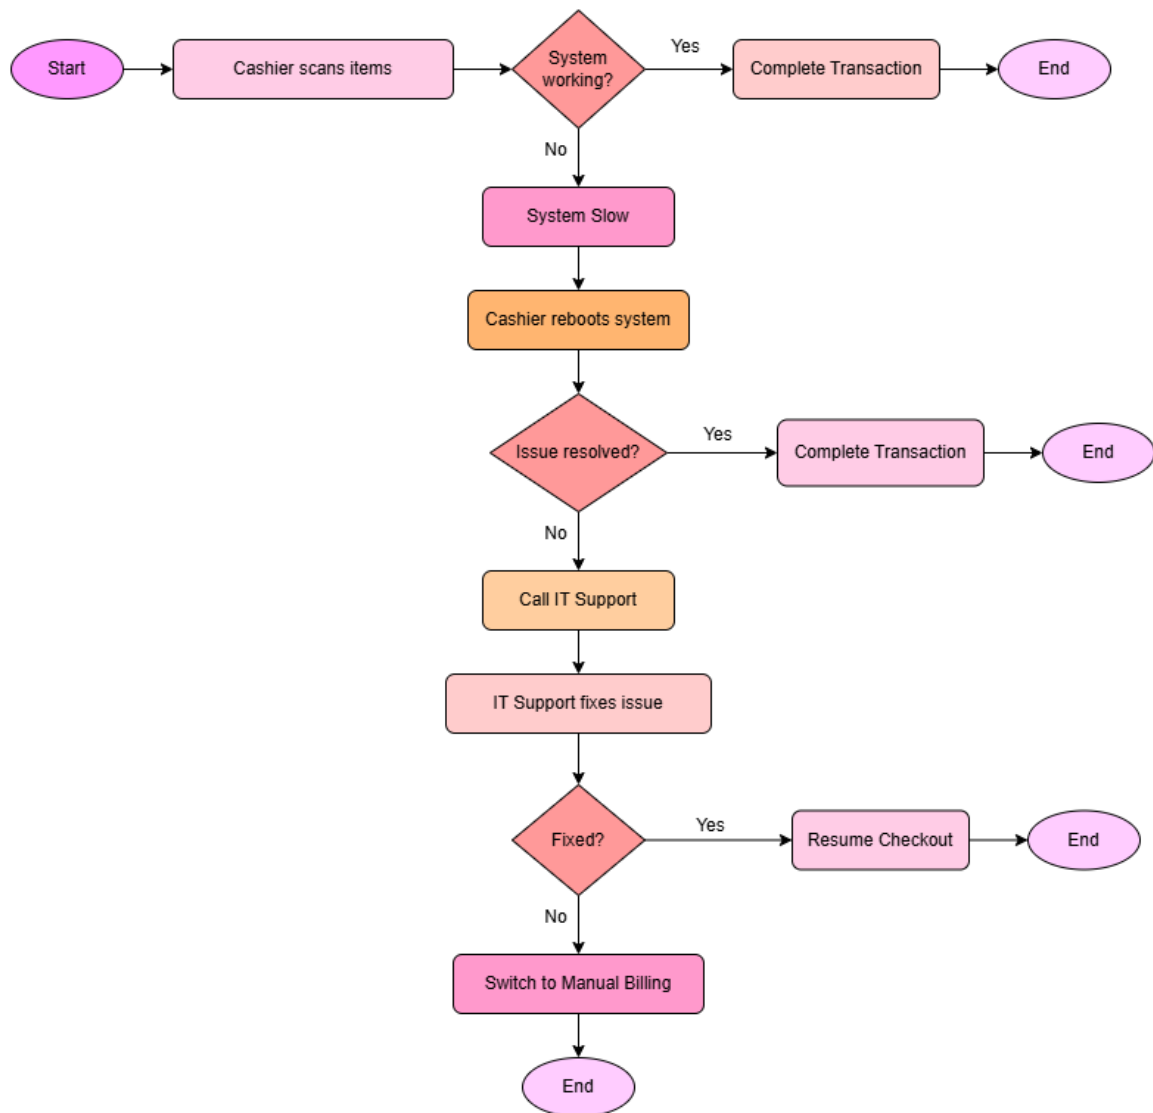 Start
Cashier scans items
System
working?
Yes
Complete Transaction
End
No
System Slow
Cashier reboots system
Issue resolved?
Yes
Complete Transaction
End
No
Call IT Support
IT Support fixes issue
Fixed?
Yes
Resume Checkout
End
No
Switch to Manual Billing
End